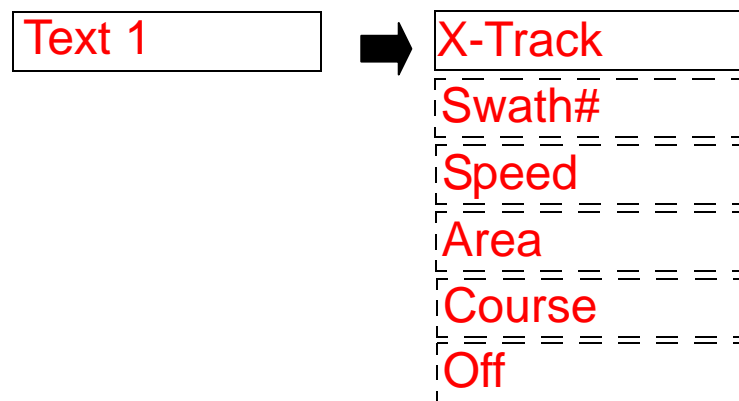 Text 1
X-Track
Swath#
Speed
Area
Course
Off